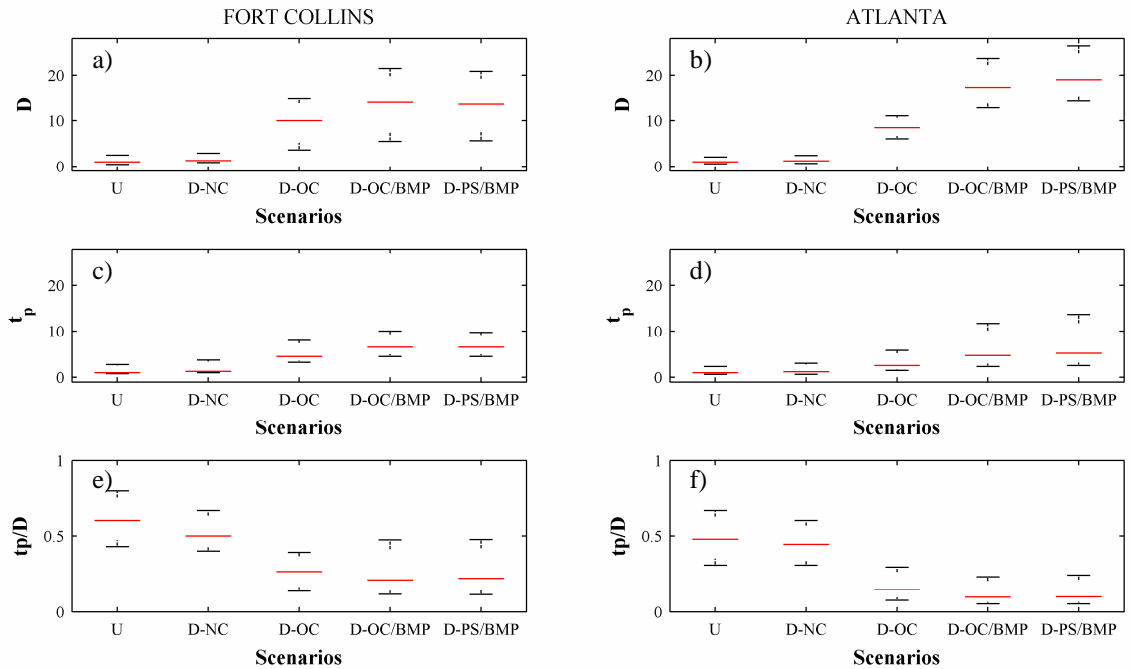 FORT COLLINS
ATLANTA
a)
20
10
0
D
U D-NC D-OC D-OC/BMP D-PS/BMP
Scenarios
b)
20
10
0
D
U D-NC D-OC D-OC/BMP D-PS/BMP
Scenarios
c)
20
10
0
tp
U D-NC D-OC D-OC/BMP D-PS/BMP
Scenarios
d)
20
10
0
tp
U D-NC D-OC D-OC/BMP D-PS/BMP
Scenarios
e)
1
0.5
0
tp/D
U D-NC D-OC D-OC/BMP D-PS/BMP
Scenarios
f)
1
0.5
0
tp/D
U D-NC D-OC D-OC/BMP D-PS/BMP
Scenarios